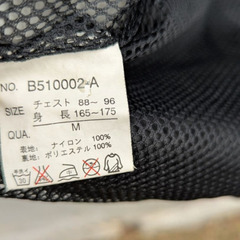 NO. B510002-A
SIZE チェスト 88〜96
身 長 165〜175
QUA. M
表地: ナイロン 100%
裏地: ポリエステル 100%